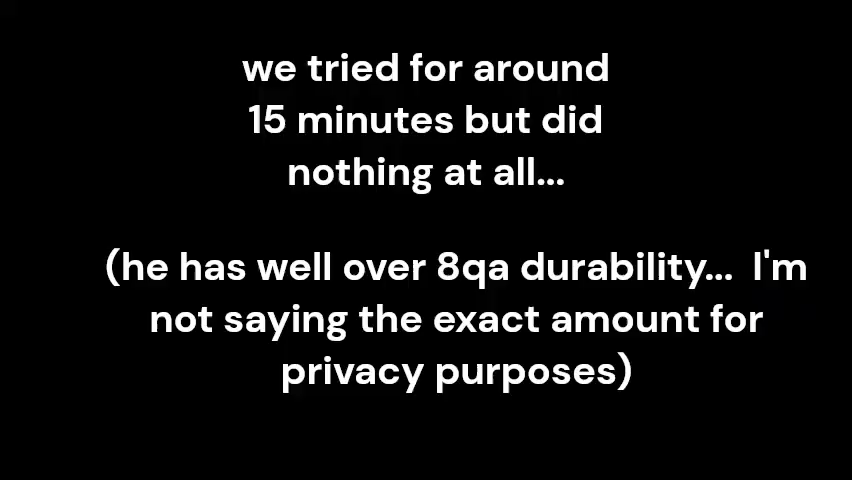 we tried for around
15 minutes but did
nothing at all...
(he has well over 8qa durability... I'm
not saying the exact amount for
privacy purposes)